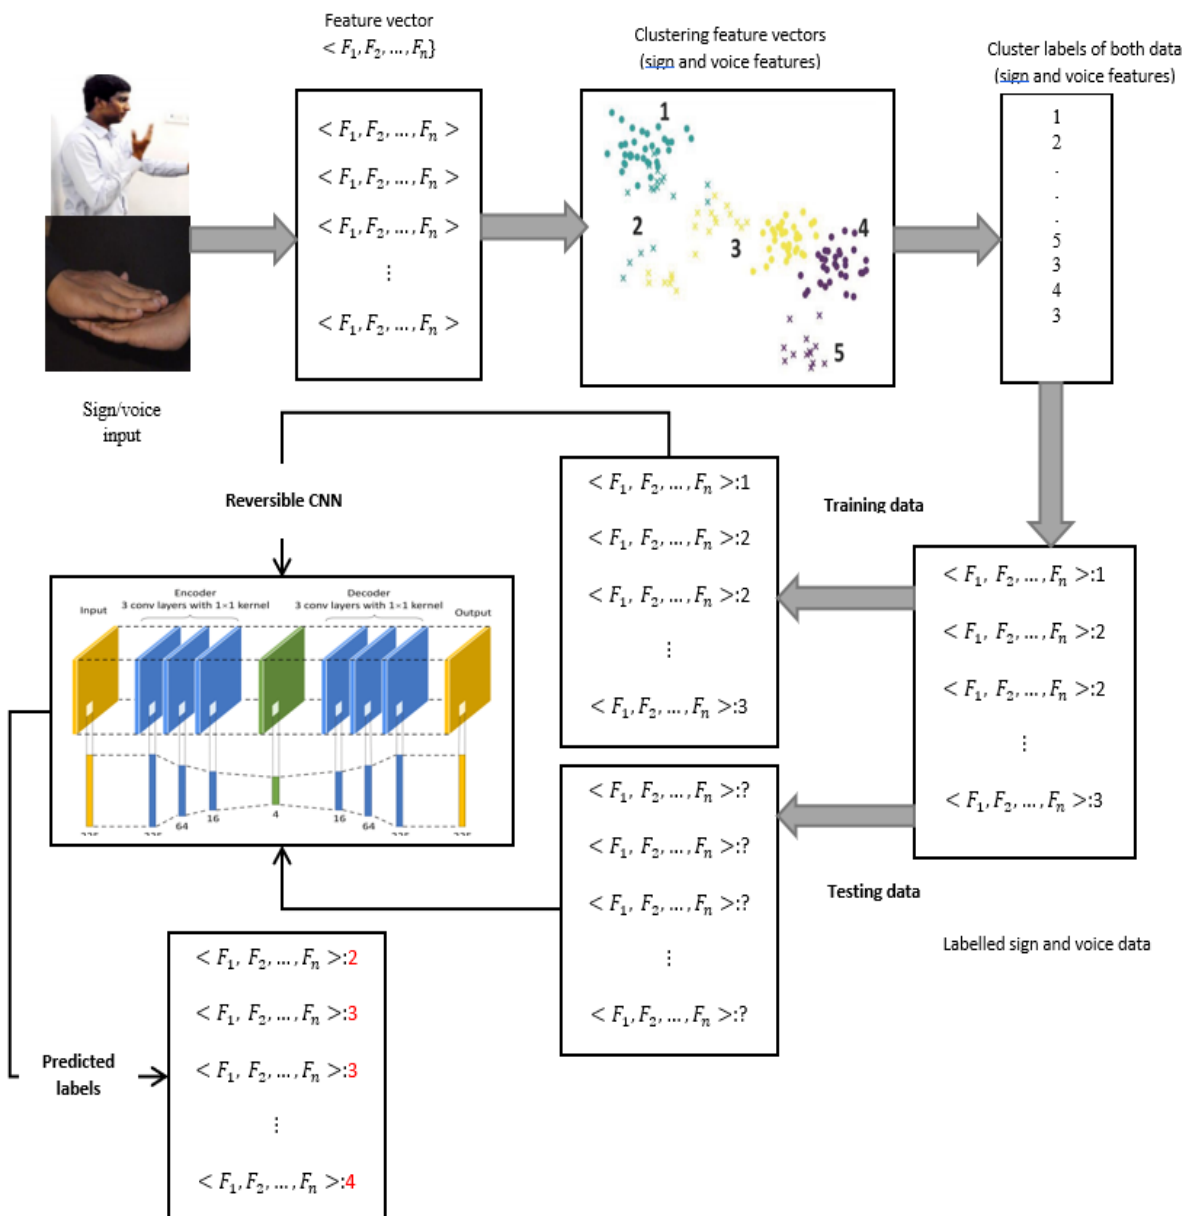 Feature vector
< F₁, F₂, … , Fₙ}
Clustering feature vectors
(sign and voice features)
Cluster labels of both data
(sign and voice features)
< F₁, F₂, … , Fₙ >
< F₁, F₂, … , Fₙ >
< F₁, F₂, … , Fₙ >
⋮
< F₁, F₂, … , Fₙ >
1
2
3
4
5
1
2
.
.
.
.
5
3
4
3
Sign/voice
input
Reversible CNN
< F₁, F₂, … , Fₙ >:1
< F₁, F₂, … , Fₙ >:2
< F₁, F₂, … , Fₙ >:2
⋮
< F₁, F₂, … , Fₙ >:3
Training data
< F₁, F₂, … , Fₙ >:1
< F₁, F₂, … , Fₙ >:2
< F₁, F₂, … , Fₙ >:2
⋮
< F₁, F₂, … , Fₙ >:3
Input
Encoder
3 conv layers with 1×1 kernel
Decoder
3 conv layers with 1×1 kernel
Output
64
16
4
16
64
< F₁, F₂, … , Fₙ >:?
< F₁, F₂, … , Fₙ >:?
< F₁, F₂, … , Fₙ >:?
⋮
< F₁, F₂, … , Fₙ >:?
Testing data
Labelled sign and voice data
Predicted
labels
< F₁, F₂, … , Fₙ >:2
< F₁, F₂, … , Fₙ >:3
< F₁, F₂, … , Fₙ >:3
⋮
< F₁, F₂, … , Fₙ >:4